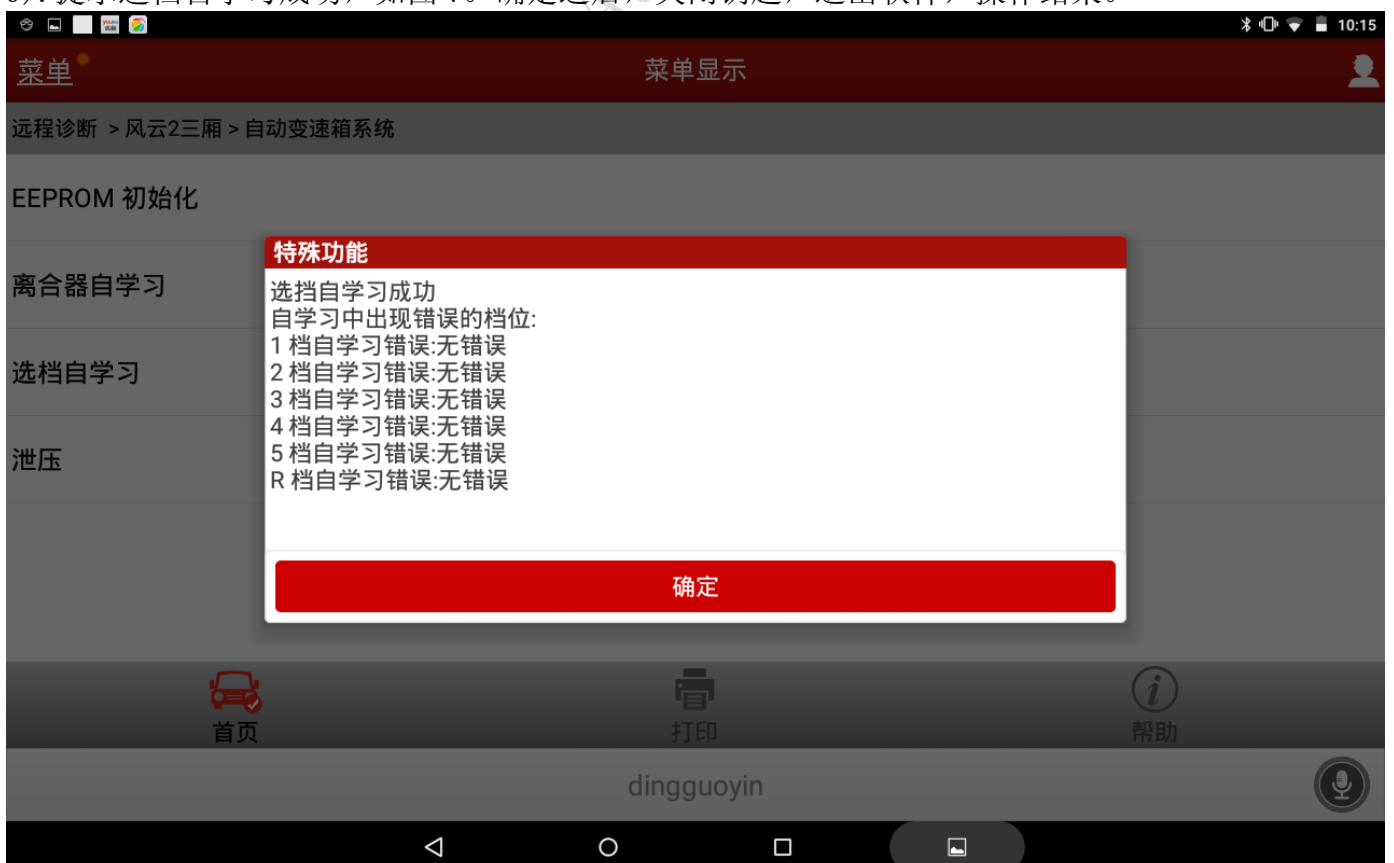 10:15
菜单
菜单显示
远程诊断 > 风云2三厢 > 自动变速箱系统
EEPROM 初始化
离合器自学习
选档自学习
泄压
特殊功能
选挡自学习成功
自学习中出现错误的档位:
1 档自学习错误:无错误
2 档自学习错误:无错误
3 档自学习错误:无错误
4 档自学习错误:无错误
5 档自学习错误:无错误
R 档自学习错误:无错误
确定
首页
打印
帮助
dingguoyin